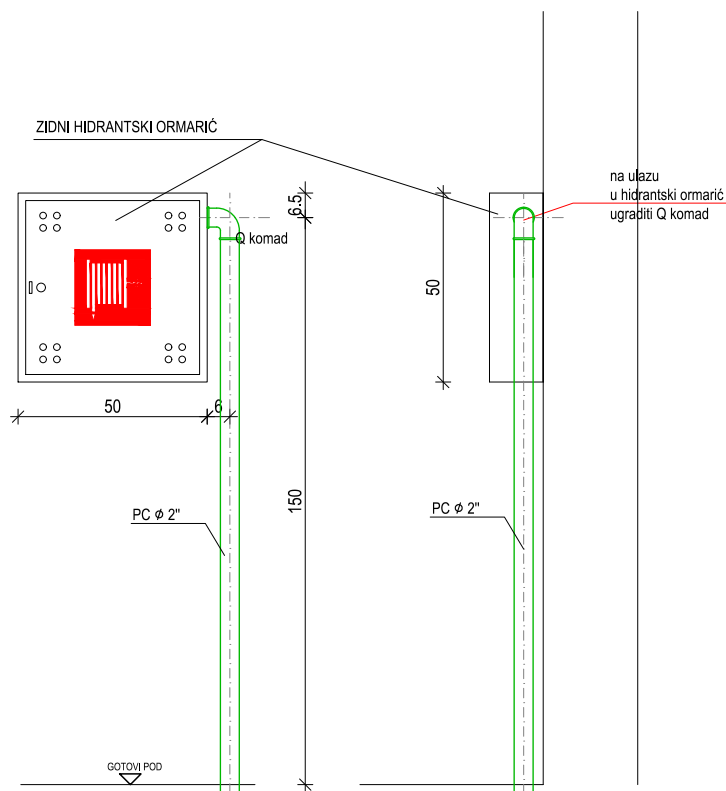 ZIDNI HIDRANTSKI ORMARIĆ
na ulazu
u hidrantski ormarić
ugraditi Q komad
6.5
Q komad
50
50
6
150
PC ϕ 2"
PC ϕ 2"
GOTOVI POD